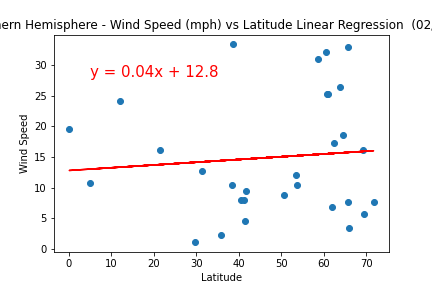 ern Hemisphere - Wind Speed (mph) vs Latitude Linear Regression (02/
y = 0.04x + 12.8
Wind Speed
30
25
20
15
10
5
0
0 10 20 30 40 50 60 70
Latitude